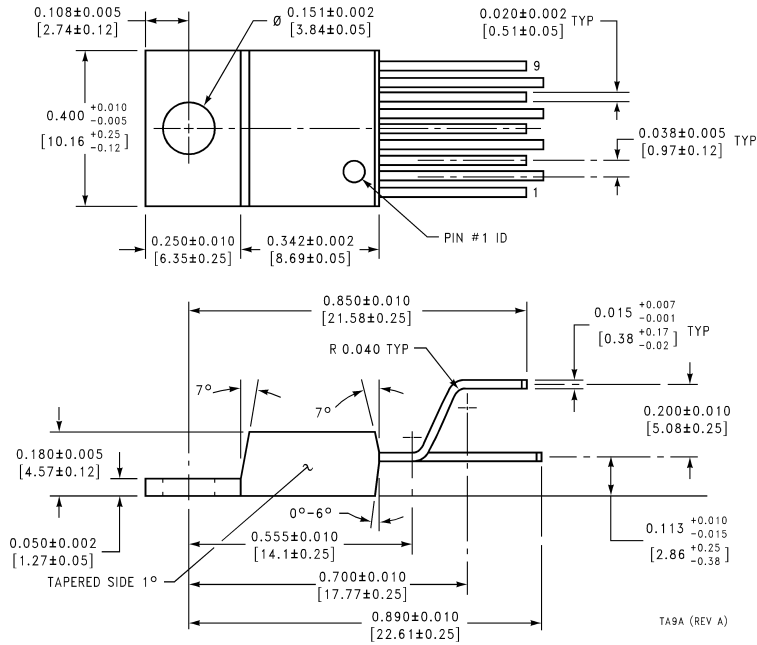 0.108±0.005
[2.74±0.12]
Ø 0.151±0.002
[3.84±0.05]
0.020±0.002 TYP
[0.51±0.05]
9
0.400 +0.010 -0.005
[10.16 +0.25 -0.12]
0.038±0.005 TYP
[0.97±0.12]
1
PIN #1 ID
0.250±0.010
[6.35±0.25]
0.342±0.002
[8.69±0.05]
0.850±0.010
[21.58±0.25]
0.015 +0.007 -0.001
[0.38 +0.17 -0.02] TYP
R 0.040 TYP
7°
7°
0.200±0.010
[5.08±0.25]
0.180±0.005
[4.57±0.12]
0°-6°
0.050±0.002
[1.27±0.05]
0.555±0.010
[14.1±0.25]
0.113 +0.010 -0.015
[2.86 +0.25 -0.38]
TAPERED SIDE 1°
0.700±0.010
[17.77±0.25]
0.890±0.010
[22.61±0.25]
TA9A (REV A)